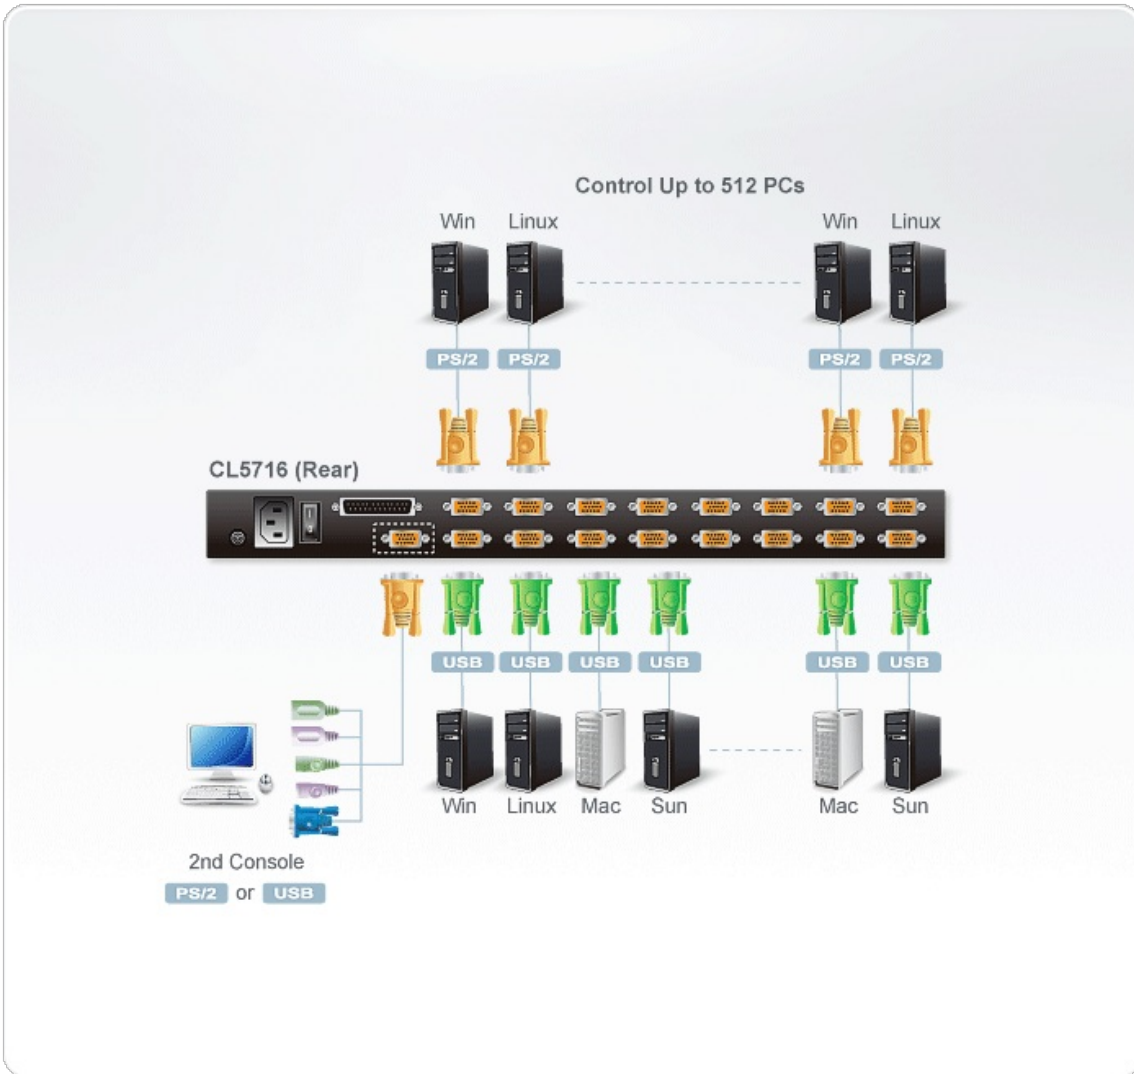 Control Up to 512 PCs
Win Linux Win Linux
PS/2 PS/2 PS/2 PS/2
CL5716 (Rear)
USB USB USB USB USB USB
Win Linux Mac Sun Mac Sun
2nd Console
PS/2 or USB